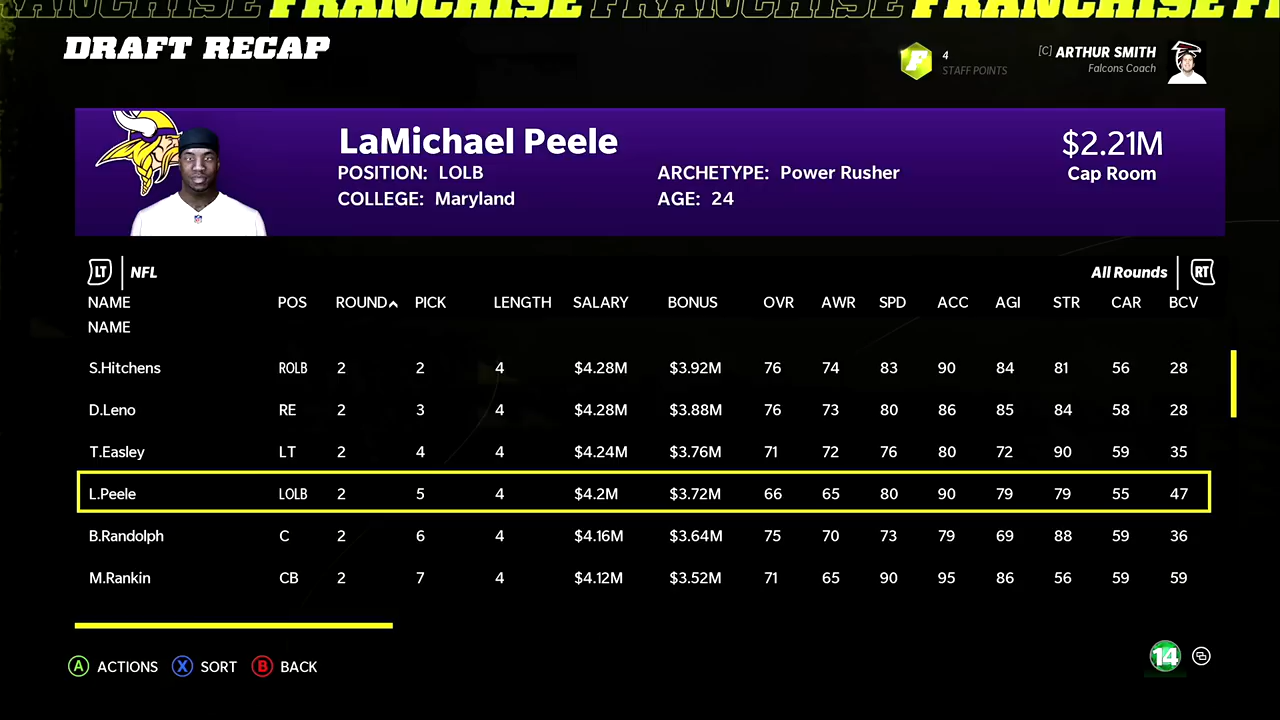 FRANCHISE FRANCHISE FRANCHISE FRANCHISE FR
DRAFT RECAP
4
STAFF POINTS
[C] ARTHUR SMITH
Falcons Coach
LaMichael Peele
POSITION: LOLB
ARCHETYPE: Power Rusher
COLLEGE: Maryland
AGE: 24
$2.21M
Cap Room
LT NFL
All Rounds RT
NAME POS ROUND PICK LENGTH SALARY BONUS OVR AWR SPD ACC AGI STR CAR BCV
NAME
S.Hitchens ROLB 2 2 4 $4.28M $3.92M 76 74 83 90 84 81 56 28
D.Leno RE 2 3 4 $4.28M $3.88M 76 73 80 86 85 84 58 28
T.Easley LT 2 4 4 $4.24M $3.76M 71 72 76 80 72 90 59 35
L.Peele LOLB 2 5 4 $4.2M $3.72M 66 65 80 90 79 79 55 47
B.Randolph C 2 6 4 $4.16M $3.64M 75 70 73 79 69 88 59 36
M.Rankin CB 2 7 4 $4.12M $3.52M 71 65 90 95 86 56 59 59
A ACTIONS X SORT B BACK
14